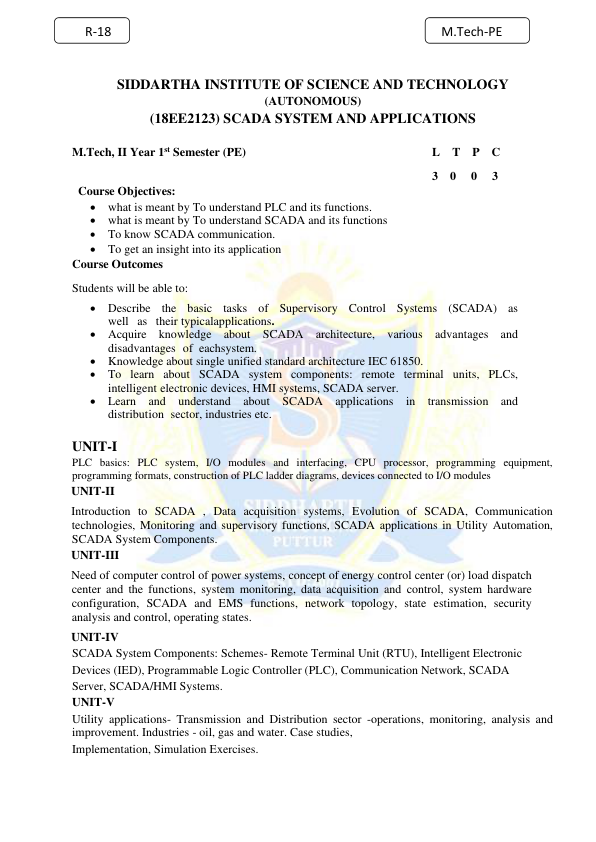 R-18
M.Tech-PE
SIDDARTHA INSTITUTE OF SCIENCE AND TECHNOLOGY
(AUTONOMOUS)
(18EE2123) SCADA SYSTEM AND APPLICATIONS
M.Tech, II Year 1st Semester (PE) L T P C
3 0 0 3
Course Objectives:
• what is meant by To understand PLC and its functions.
• what is meant by To understand SCADA and its functions
• To know SCADA communication.
• To get an insight into its application
Course Outcomes
Students will be able to:
• Describe the basic tasks of Supervisory Control Systems (SCADA) as
well as their typicalapplications.
• Acquire knowledge about SCADA architecture, various advantages and
disadvantages of eachsystem.
• Knowledge about single unified standard architecture IEC 61850.
• To learn about SCADA system components: remote terminal units, PLCs,
intelligent electronic devices, HMI systems, SCADA server.
• Learn and understand about SCADA applications in transmission and
distribution sector, industries etc.
UNIT-I
PLC basics: PLC system, I/O modules and interfacing, CPU processor, programming equipment,
programming formats, construction of PLC ladder diagrams, devices connected to I/O modules
UNIT-II
Introduction to SCADA , Data acquisition systems, Evolution of SCADA, Communication
technologies, Monitoring and supervisory functions, SCADA applications in Utility Automation,
SCADA System Components.
UNIT-III
Need of computer control of power systems, concept of energy control center (or) load dispatch
center and the functions, system monitoring, data acquisition and control, system hardware
configuration, SCADA and EMS functions, network topology, state estimation, security
analysis and control, operating states.
UNIT-IV
SCADA System Components: Schemes- Remote Terminal Unit (RTU), Intelligent Electronic
Devices (IED), Programmable Logic Controller (PLC), Communication Network, SCADA
Server, SCADA/HMI Systems.
UNIT-V
Utility applications- Transmission and Distribution sector -operations, monitoring, analysis and
improvement. Industries - oil, gas and water. Case studies,
Implementation, Simulation Exercises.
SIDDHARTH
PUTTUR